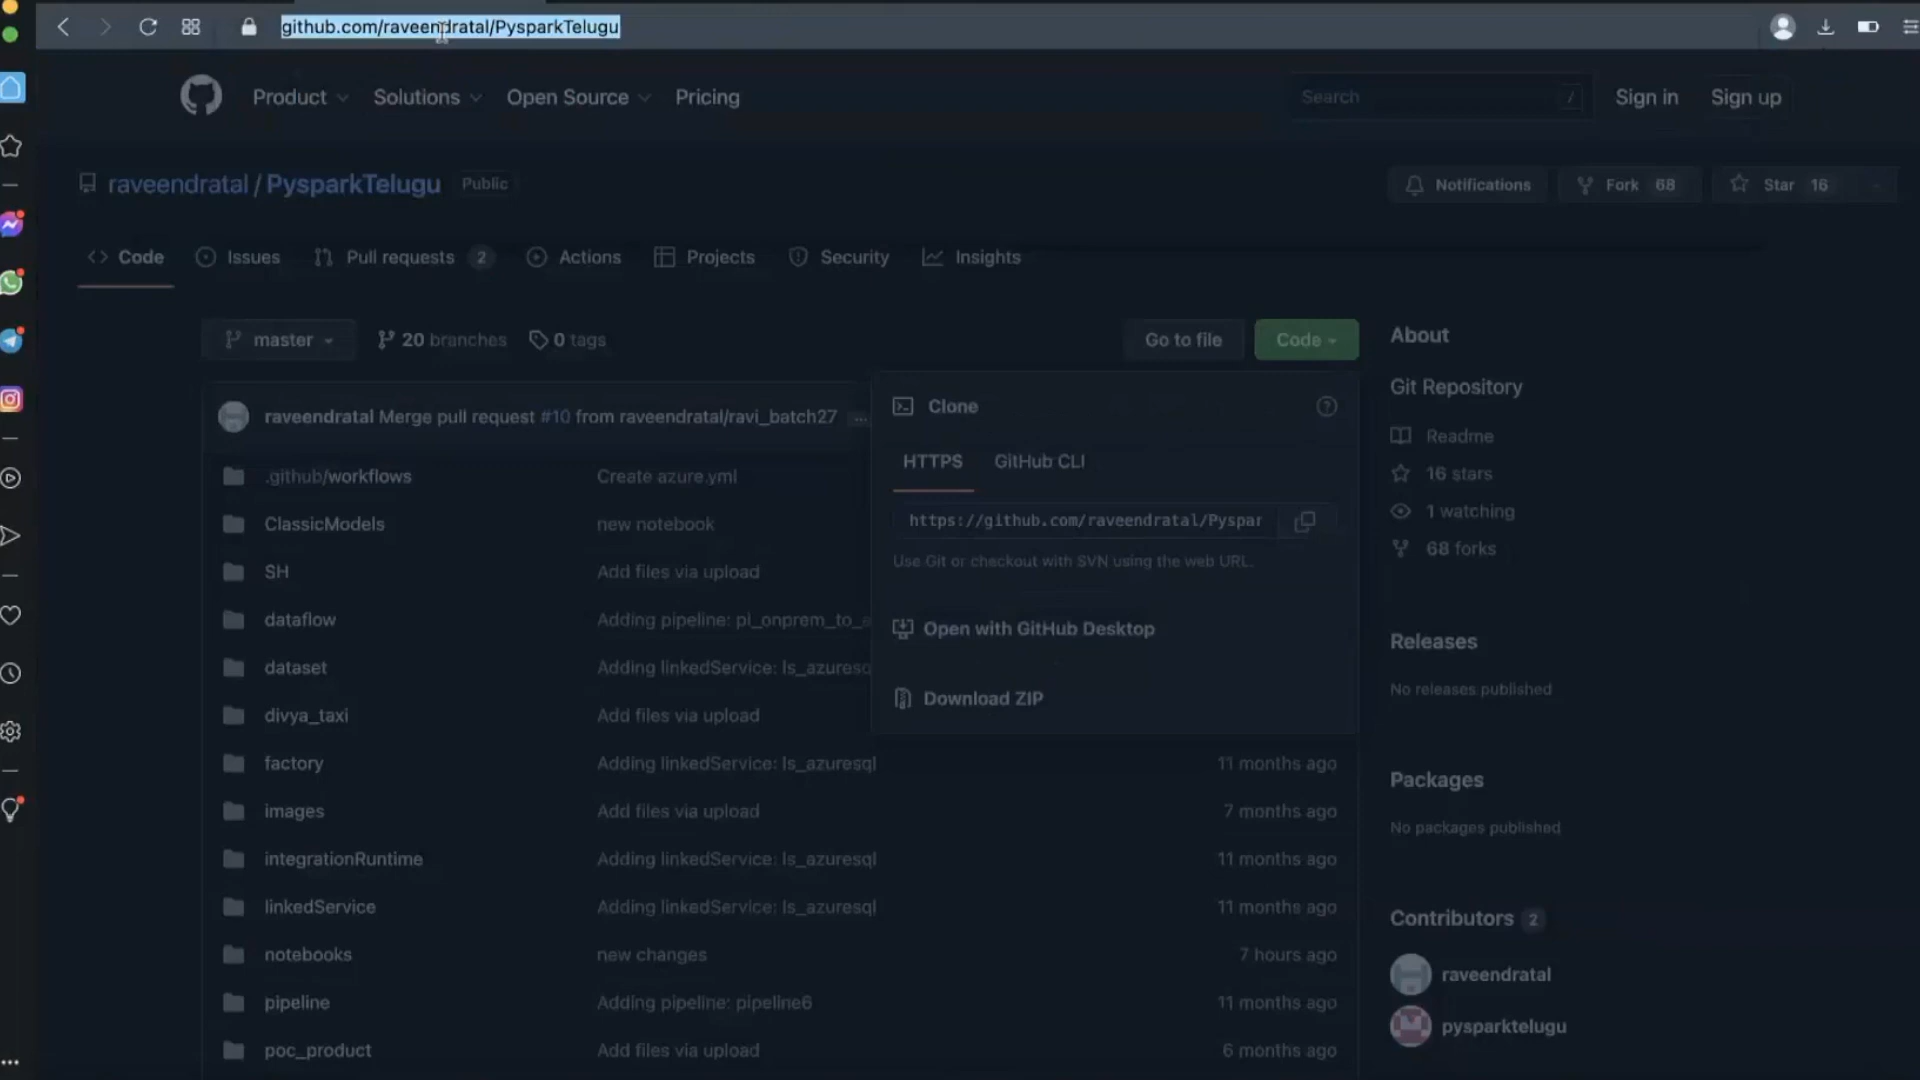 github.com/raveendratal/PysparkTelugu
Product Solutions Open Source Pricing Search / Sign in Sign up
raveendratal / PysparkTelugu Public Notifications Fork 68 Star 16
<> Code Issues Pull requests 2 Actions Projects Security Insights
master 20 branches 0 tags Go to file Code
raveendratal Merge pull request #10 from raveendratal/ravi_batch27 ...
.github/workflows Create azure.yml
ClassicModels new notebook
SH Add files via upload
dataflow Adding pipeline: pl_onprem_to_
dataset Adding linkedService: ls_azuresq
divya_taxi Add files via upload
factory Adding linkedService: ls_azuresql 11 months ago
images Add files via upload 7 months ago
integrationRuntime Adding linkedService: ls_azuresql 11 months ago
linkedService Adding linkedService: ls_azuresql 11 months ago
notebooks new changes 7 hours ago
pipeline Adding pipeline: pipeline6 11 months ago
poc_product Add files via upload 6 months ago
Clone
HTTPS GitHub CLI
https://github.com/raveendratal/Pyspar
Use Git or checkout with SVN using the web URL.
Open with GitHub Desktop
Download ZIP
About
Git Repository
Readme
16 stars
1 watching
68 forks
Releases
No releases published
Packages
No packages published
Contributors 2
raveendratal
pysparktelugu